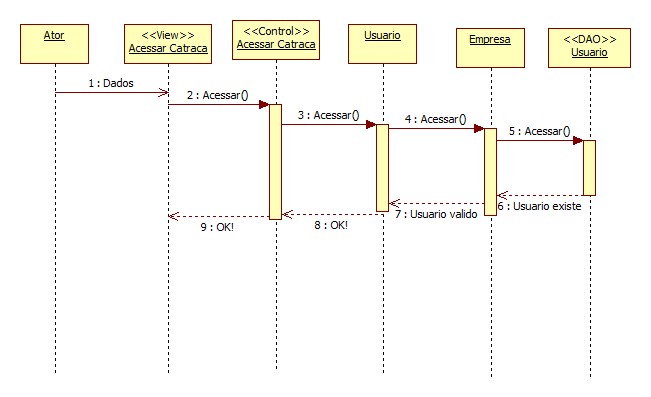 Ator
<<View>>
Acessar Catraca
<<Control>>
Acessar Catraca
Usuario
Empresa
<<DAO>>
Usuario
1 : Dados
2 : Acessar()
3 : Acessar()
4 : Acessar()
5 : Acessar()
6 : Usuario existe
7 : Usuario valido
8 : OK!
9 : OK!